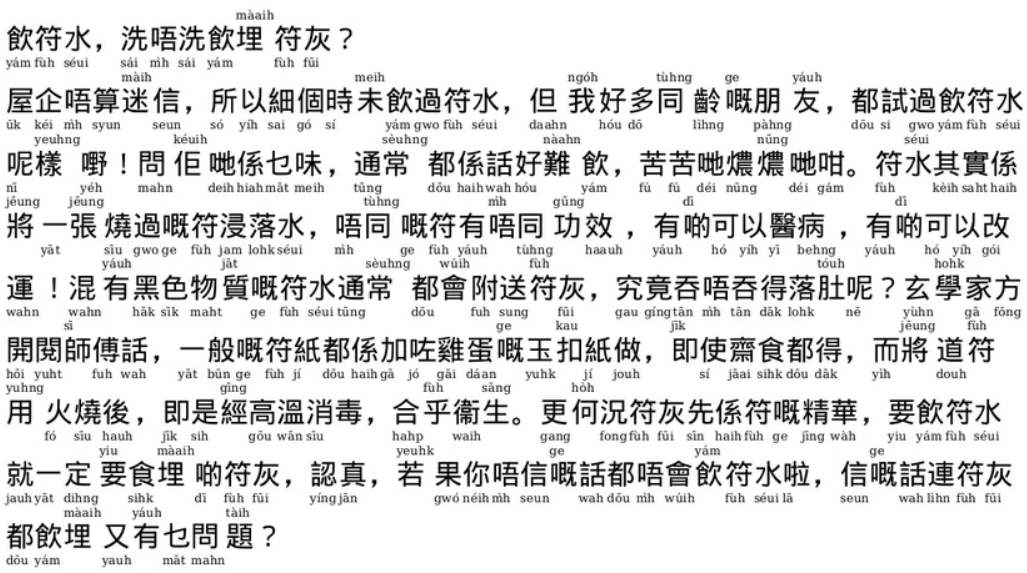 màaih
飲符水，洗唔洗飲埋 符灰？
yám fùh séui sái m̀h sái yám fùh fūi
màih meih ngóh tùhng ge yáuh
屋企唔算迷信，所以細個時未飲過符水，但 我好多同 齡嘅朋 友，都試過飲符水
ūk kéi m̀h syun seun só yíh sai gó sí yám gwo fùh séui daahn hóu dō lìhng pàhng dōu si gwo yám fùh séui
yeuhng kéuih sèuhng nàahn nūng séui
呢樣 嘢！問 佢 哋係乜味，通常 都係話好難 飲，苦苦哋燶燶哋咁。符水其實係
nī yéh mahn deih hiah māt meih tūng dōu haih wah hóu yám fú fú déi nūng déi gám fùh kèih saht haih
jēung jēung tùhng m̀h gūng dī dī
將 一張 燒過嘅符浸落水，唔同 嘅符有唔同 功效 ，有啲可以醫病 ，有啲可以改
yāt sīu gwo ge fùh jam lohk séui m̀h ge fùh yáuh tùhng haauh yáuh hó yíh yī behng yáuh hó yíh gói
yáuh jāt sèuhng wúih fùh tóuh hohk
運 ！混 有黑色物 質嘅符水通常 都會附送符灰，究竟吞唔吞得落肚呢？玄學家方
wahn wahn hāk sīk maht ge fùh séui tūng dōu fuh sung fūi gau gíng tān m̀h tān dāk lohk nē yùhn gā fōng
sī ge kau jīk jēung fùh
開閱師傅話，一般嘅符紙都係加咗雞蛋嘅玉扣紙做，即使齋食都得，而將 道符
hōi yuht fuh wah yāt būn ge fùh jí dōu haih gā jó gāi dáan yuhk jí jouh sí jāai sihk dōu dāk yìh douh
yuhng gīng fùh sāng hòh
用 火燒後，即是經高溫消毒，合乎衞生。更何況符灰先係符嘅精華，要飲符水
fó sīu hauh jīk sih gōu wān sīu hahp waih gang fong fùh fūi sīn haih fùh ge jīng wàh yiu yám fùh séui
yiu màaih yeuhk ge yám ge
就一定 要食埋 啲符灰，認真，若 果你唔信嘅話都唔會飲符水啦，信嘅話連符灰
jauh yāt dihng sihk dī fùh fūi yíng jān gwó néih m̀h seun wah dōu m̀h wúih fùh séui lā seun wah lìhn fùh fūi
màaih yáuh tàih
都飲埋 又有乜問題？
dōu yám yauh māt mahn